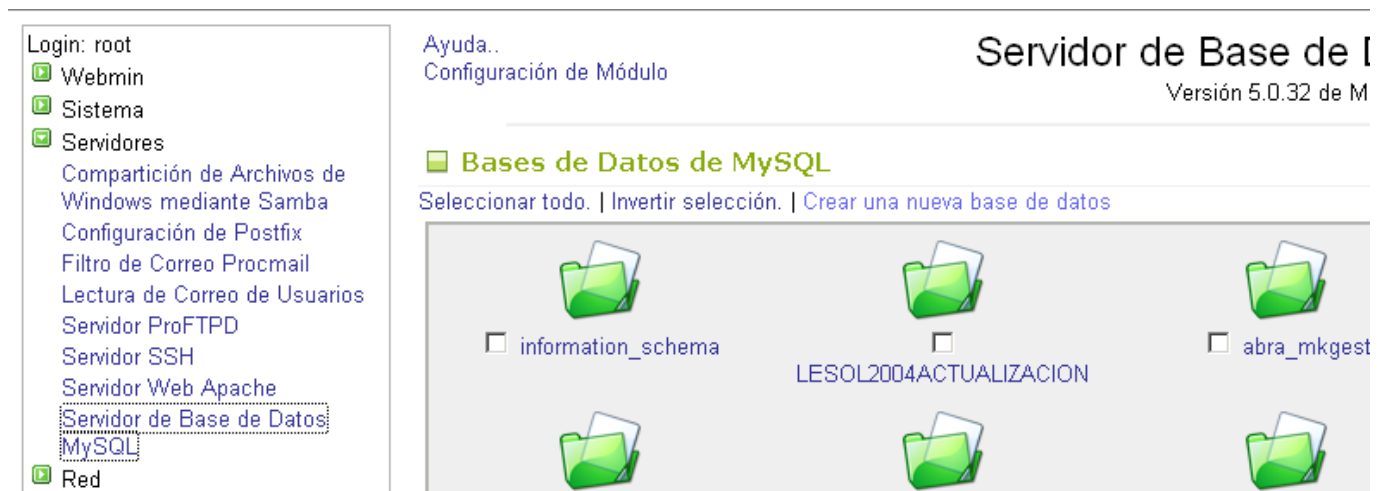 Login: root
Webmin
Sistema
Servidores
Compartición de Archivos de
Windows mediante Samba
Configuración de Postfix
Filtro de Correo Procmail
Lectura de Correo de Usuarios
Servidor ProFTPD
Servidor SSH
Servidor Web Apache
Servidor de Base de Datos
MySQL
Red
Ayuda..
Configuración de Módulo
Servidor de Base de
Versión 5.0.32 de M
Bases de Datos de MySQL
Seleccionar todo. | Invertir selección. | Crear una nueva base de datos
information_schema
LESOL2004ACTUALIZACION
abra_mkgest